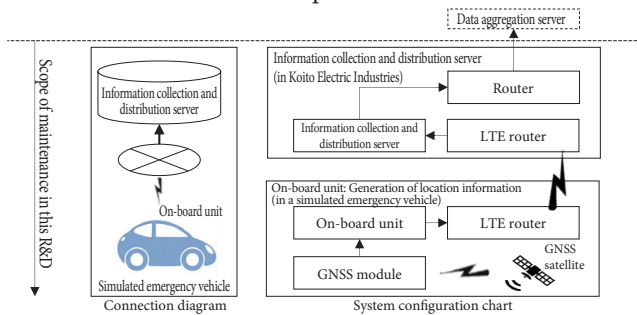 Data aggregation server
Scope of maintenance in this R&D
Information collection and
distribution server
On-board unit
Simulated emergency vehicle
Connection diagram
Information collection and distribution server
(in Koito Electric Industries)
Router
Information collection and
distribution server
LTE router
On-board unit: Generation of location information
(in a simulated emergency vehicle)
On-board unit
LTE router
GNSS module
GNSS
satellite
System configuration chart